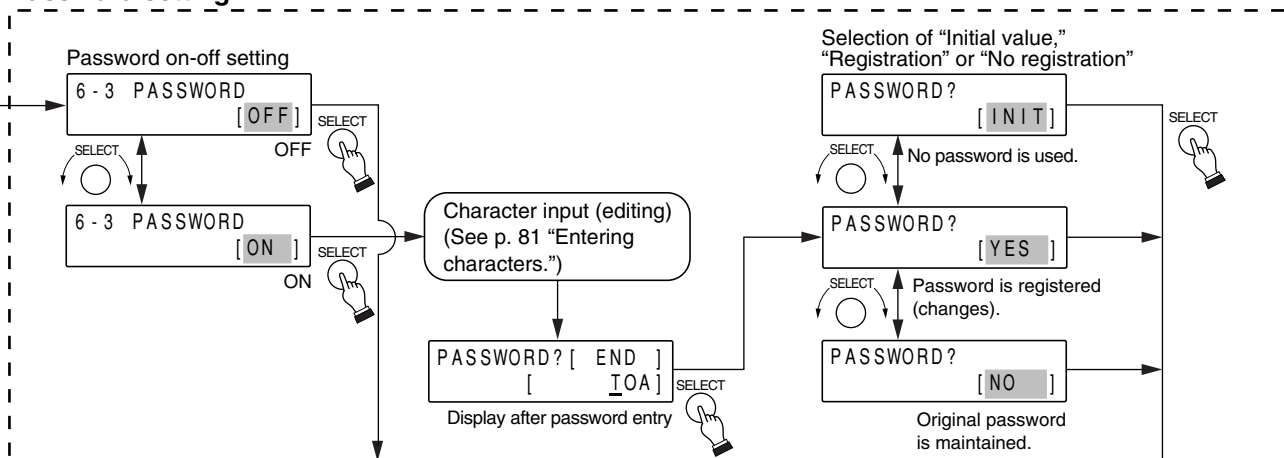 Password on-off setting
6-3 PASSWORD
[OFF]
SELECT
OFF
SELECT
6-3 PASSWORD
[ON ]
SELECT
ON
Character input (editing)
(See p. 81 “Entering
characters.”)
PASSWORD?[ END ]
[ TOA]
SELECT
Display after password entry
Selection of “Initial value,”
“Registration” or “No registration”
PASSWORD?
[INIT]
SELECT
SELECT
No password is used.
PASSWORD?
[YES ]
SELECT
Password is registered
(changes).
PASSWORD?
[NO ]
Original password
is maintained.